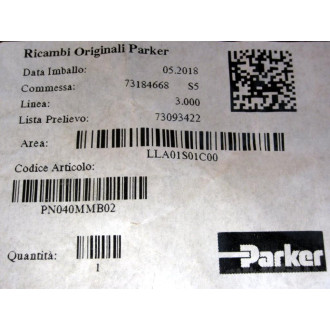 Ricambi Originali Parker
Data Imballo: 05.2018
Commessa: 73184668 S5
Linea: 3.000
Lista Prelievo: 73093422
Area:
LLA01S01C00
Codice Articolo:
PN040MMB02
Quantità:
1
Parker